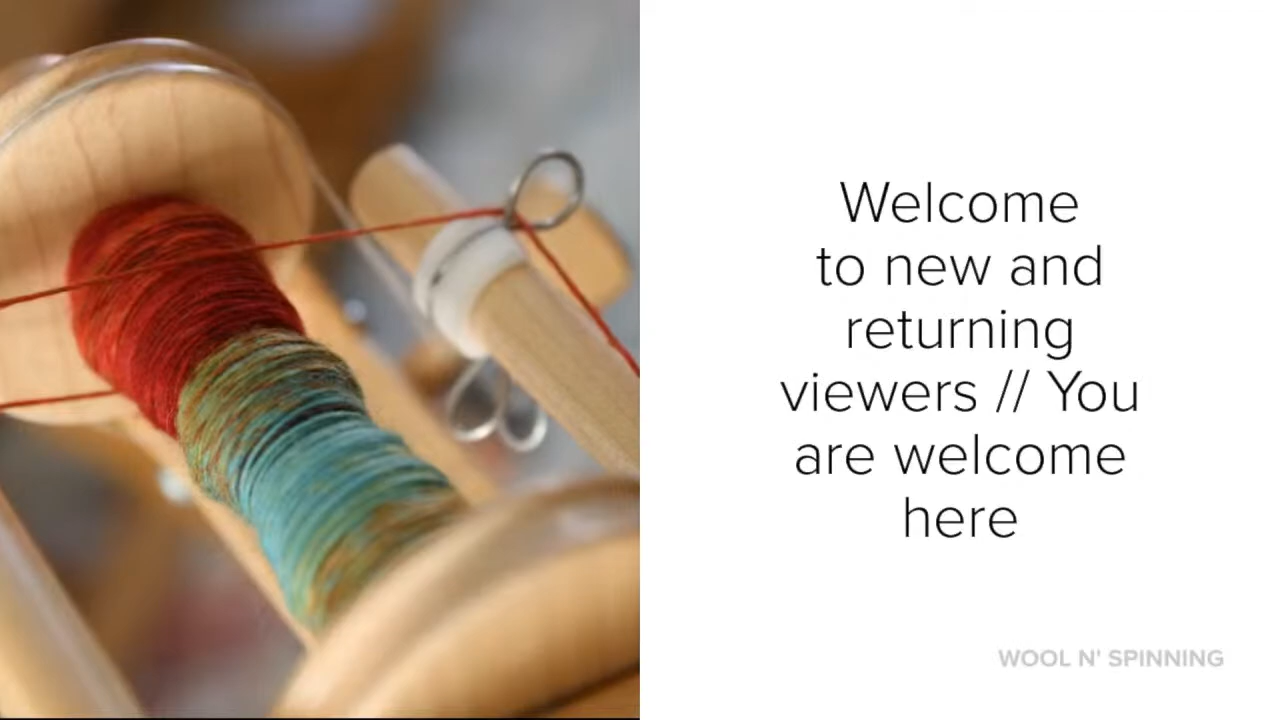 Welcome
to new and
returning
viewers // You
are welcome
here
WOOL N' SPINNING